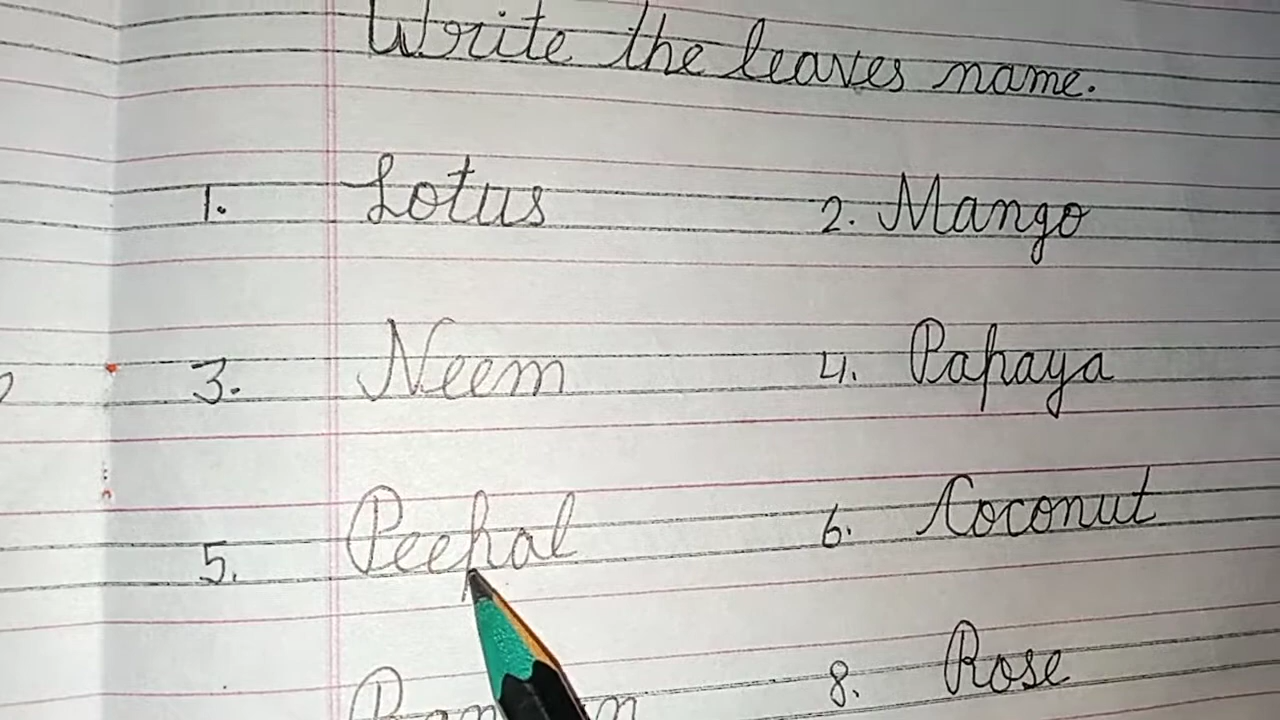 Write the leaves name.
1. Lotus 2. Mango
3. Neem 4. Papaya
5. Peepal 6. Coconut
8. Rose